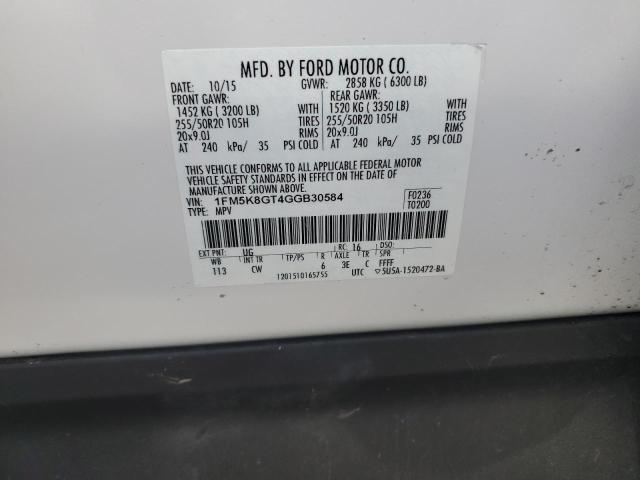 MFD. BY FORD MOTOR CO.
DATE: 10/15 GVWR: 2858 KG ( 6300 LB)
FRONT GAWR: REAR GAWR:
1452 KG ( 3200 LB) WITH 1520 KG ( 3350 LB) WITH
255/50R20 105H TIRES 255/50R20 105H TIRES
20x9.0J RIMS 20x9.0J RIMS
AT 240 kPa/ 35 PSI COLD AT 240 kPa/ 35 PSI COLD
THIS VEHICLE CONFORMS TO ALL APPLICABLE FEDERAL MOTOR
VEHICLE SAFETY STANDARDS IN EFFECT ON THE DATE OF
MANUFACTURE SHOWN ABOVE.
VIN: 1FM5K8GT4GGB30584 F0236
TYPE: MPV T0200
EXT PNT: UG RC: 16 DSO:
WB INT TR TP/PS R AXLE TR SPR
113 CW 6 3E C FFFF
1201510165755 UTC ▽5U5A-1520472-BA